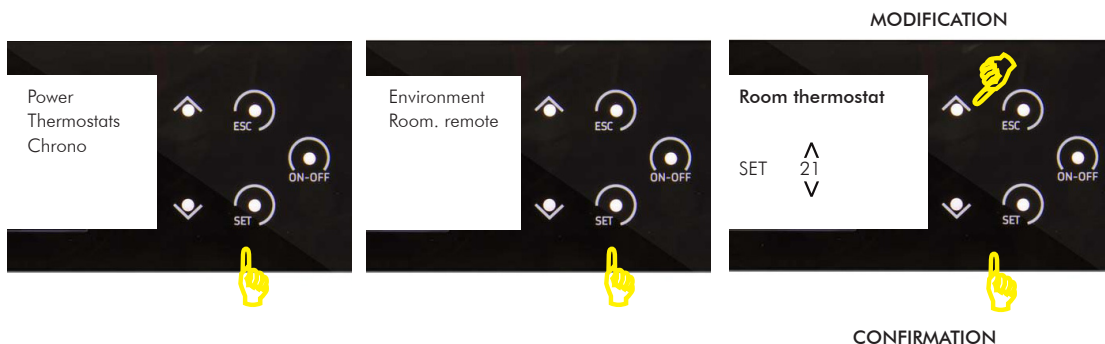 MODIFICATION
Power
Thermostats
Chrono
ESC
ON-OFF
SET
Environment
Room. remote
ESC
ON-OFF
SET
Room thermostat
SET 21
ESC
ON-OFF
SET
CONFIRMATION